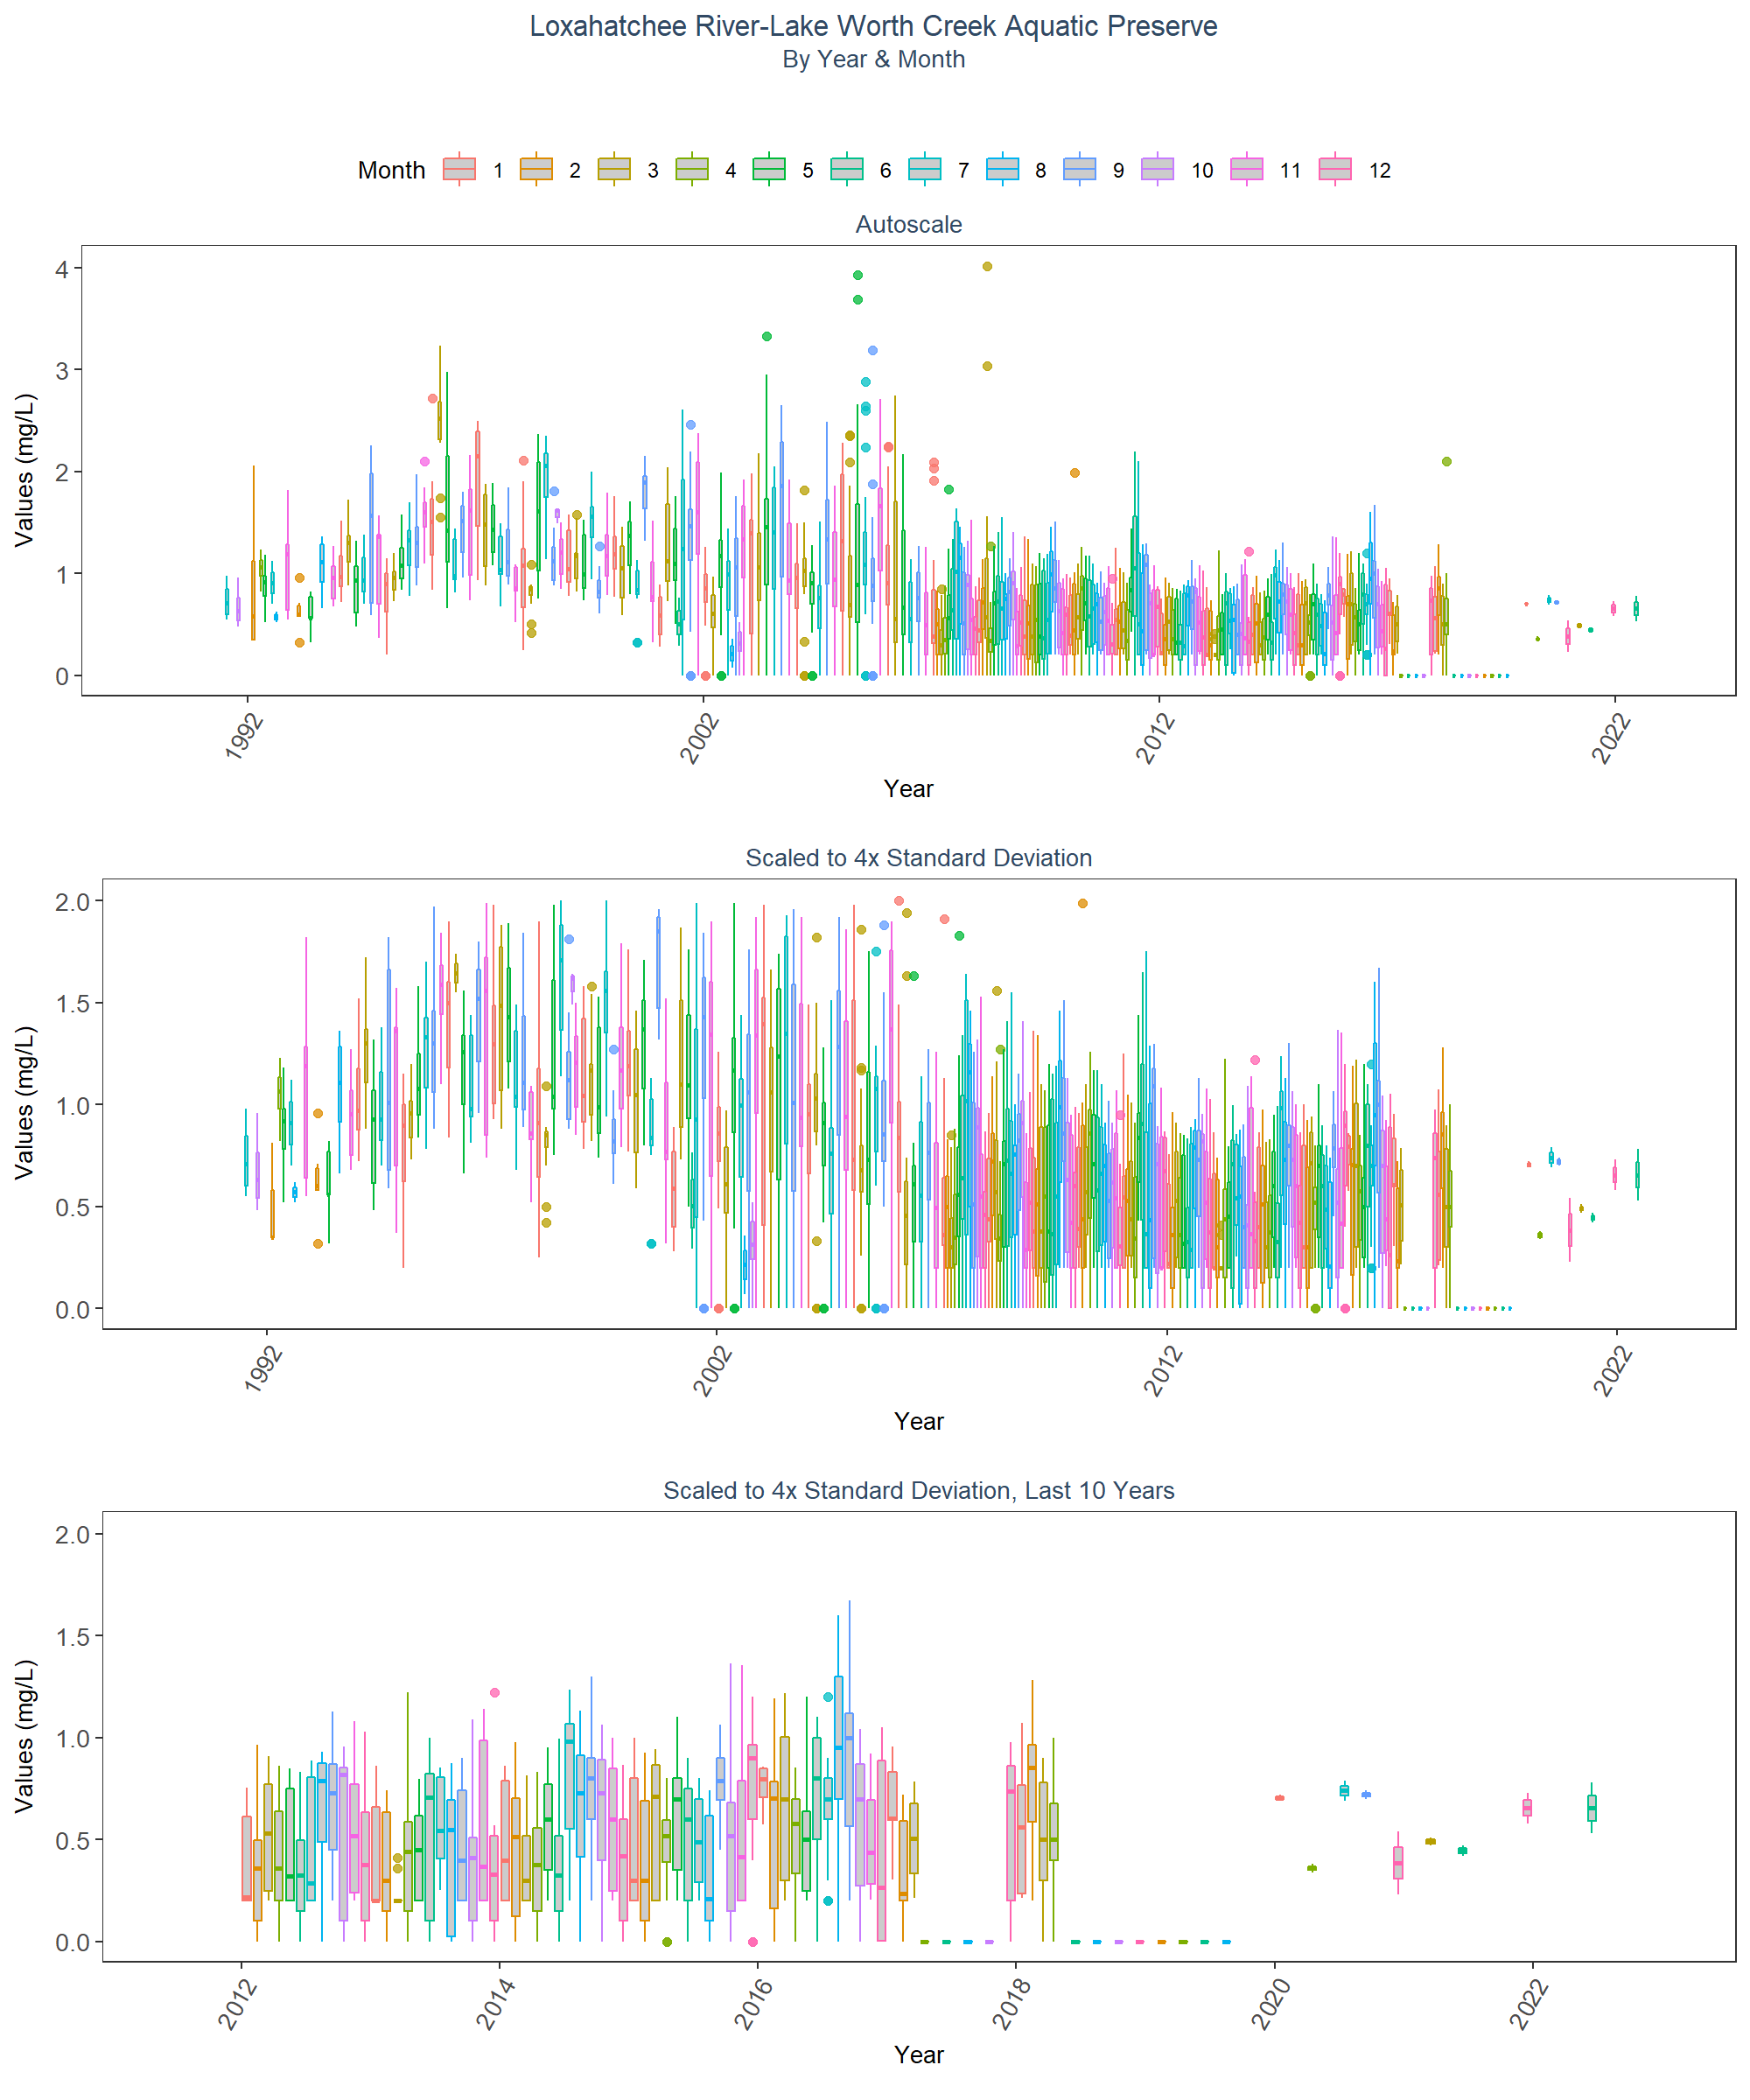 Loxahatchee River-Lake Worth Creek Aquatic Preserve
By Year & Month
Month 1 2 3 4 5 6 7 8 9 10 11 12
Autoscale
Values (mg/L)
4
3
2
1
0
1992 2002 2012 2022
Year
Scaled to 4x Standard Deviation
Values (mg/L)
2.0
1.5
1.0
0.5
0.0
1992 2002 2012 2022
Year
Scaled to 4x Standard Deviation, Last 10 Years
Values (mg/L)
2.0
1.5
1.0
0.5
0.0
2012 2014 2016 2018 2020 2022
Year